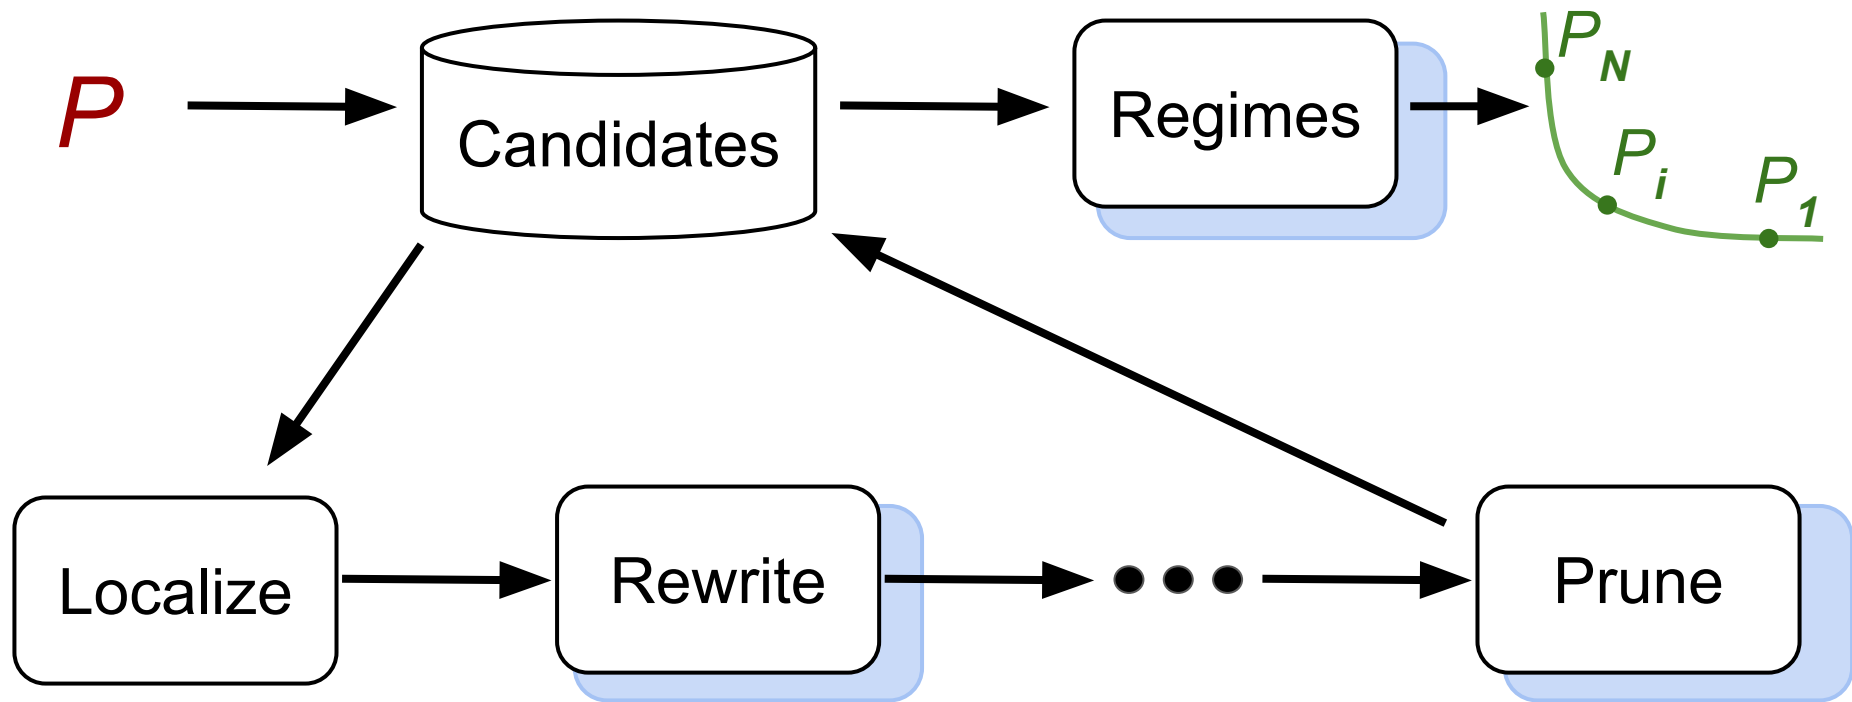 P
Candidates
Regimes
P_N
P_i
P_1
Localize
Rewrite
Prune